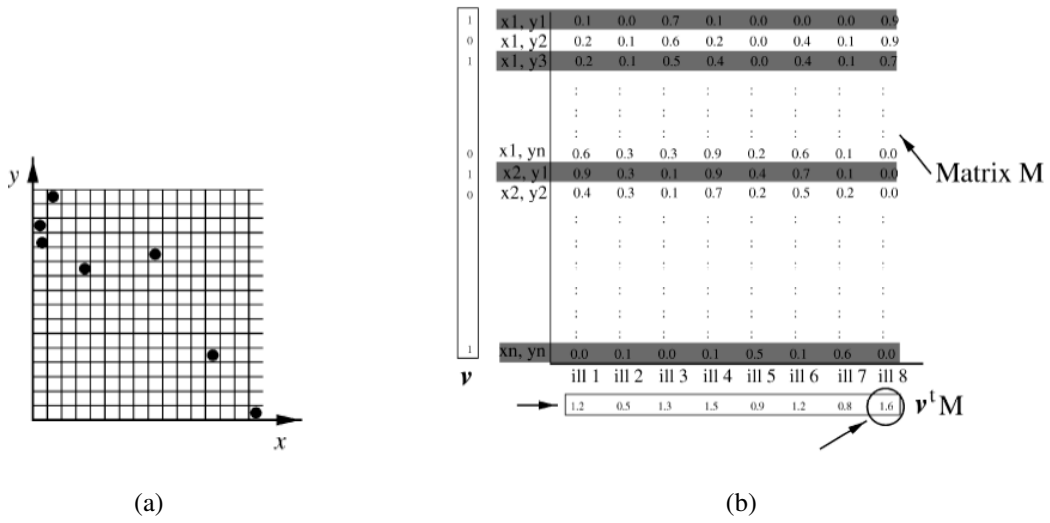 y
x
(a)
1 x1, y1 0.1 0.0 0.7 0.1 0.0 0.0 0.0 0.9
0 x1, y2 0.2 0.1 0.6 0.2 0.0 0.4 0.1 0.9
1 x1, y3 0.2 0.1 0.5 0.4 0.0 0.4 0.1 0.7
0 x1, yn 0.6 0.3 0.3 0.9 0.2 0.6 0.1 0.0
1 x2, y1 0.9 0.3 0.1 0.9 0.4 0.7 0.1 0.0
Matrix M
0 x2, y2 0.4 0.3 0.1 0.7 0.2 0.5 0.2 0.0
1 xn, yn 0.0 0.1 0.0 0.1 0.5 0.1 0.6 0.0
v ill 1 ill 2 ill 3 ill 4 ill 5 ill 6 ill 7 ill 8
1.2 0.5 1.3 1.5 0.9 1.2 0.8 1.6 vᵗM
(b)